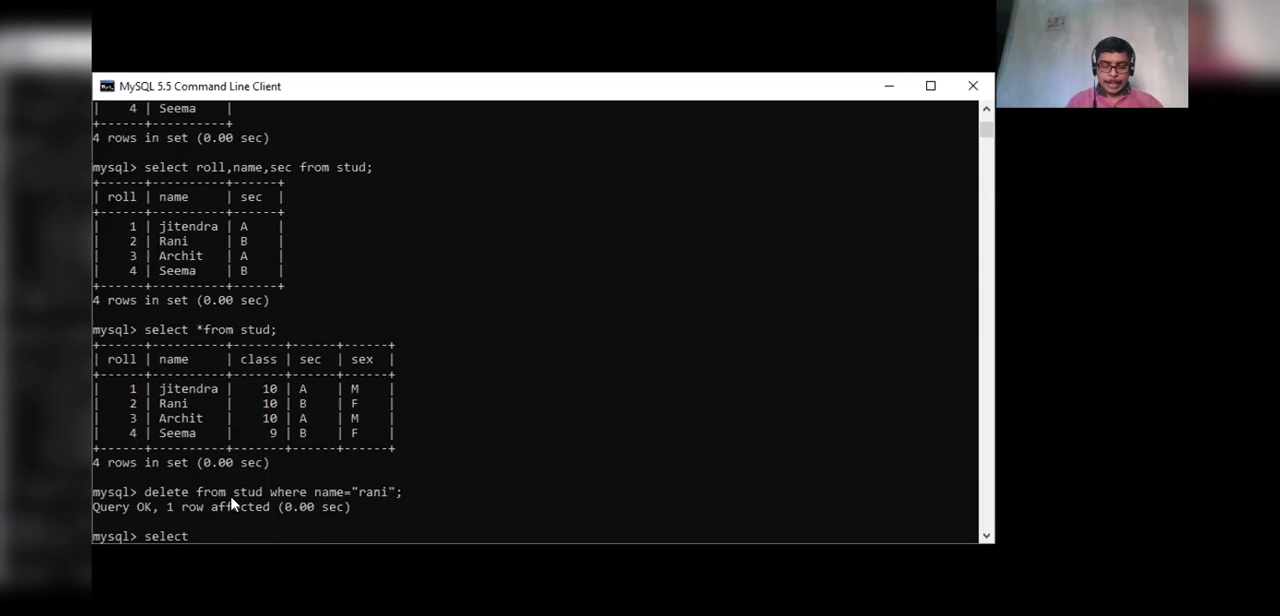 MySQL 5.5 Command Line Client
|    4 | Seema    |
+------+----------+
4 rows in set (0.00 sec)
mysql> select roll,name,sec from stud;
+------+----------+------+
| roll | name     | sec  |
+------+----------+------+
|    1 | jitendra | A    |
|    2 | Rani     | B    |
|    3 | Archit   | A    |
|    4 | Seema    | B    |
+------+----------+------+
4 rows in set (0.00 sec)
mysql> select *from stud;
+------+----------+-------+------+------+
| roll | name     | class | sec  | sex  |
+------+----------+-------+------+------+
|    1 | jitendra |    10 | A    | M    |
|    2 | Rani     |    10 | B    | F    |
|    3 | Archit   |    10 | A    | M    |
|    4 | Seema    |     9 | B    | F    |
+------+----------+-------+------+------+
4 rows in set (0.00 sec)
mysql> delete from stud where name="rani";
Query OK, 1 row affected (0.00 sec)
mysql> select